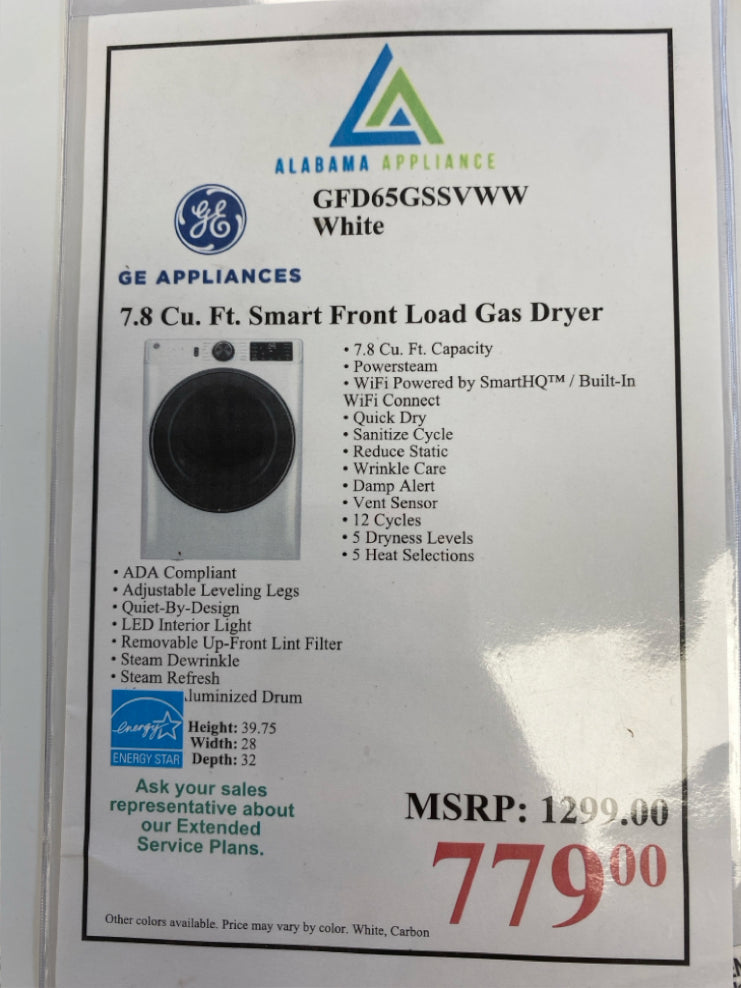 ALABAMA APPLIANCE
GFD65GSSVWW
White
GE
GE APPLIANCES
7.8 Cu. Ft. Smart Front Load Gas Dryer
• 7.8 Cu. Ft. Capacity
• Powersteam
• WiFi Powered by SmartHQ™ / Built-In
WiFi Connect
• Quick Dry
• Sanitize Cycle
• Reduce Static
• Wrinkle Care
• Damp Alert
• Vent Sensor
• 12 Cycles
• 5 Dryness Levels
• 5 Heat Selections
• ADA Compliant
• Adjustable Leveling Legs
• Quiet-By-Design
• LED Interior Light
• Removable Up-Front Lint Filter
• Steam Dewrinkle
• Steam Refresh
Drum
energy
ENERGY STAR
Height: 39.75
Width: 28
Depth: 32
Ask your sales
representative about
our Extended
Service Plans.
MSRP: 1299.00
779.00
Other colors available. Price may vary by color. White, Carbon